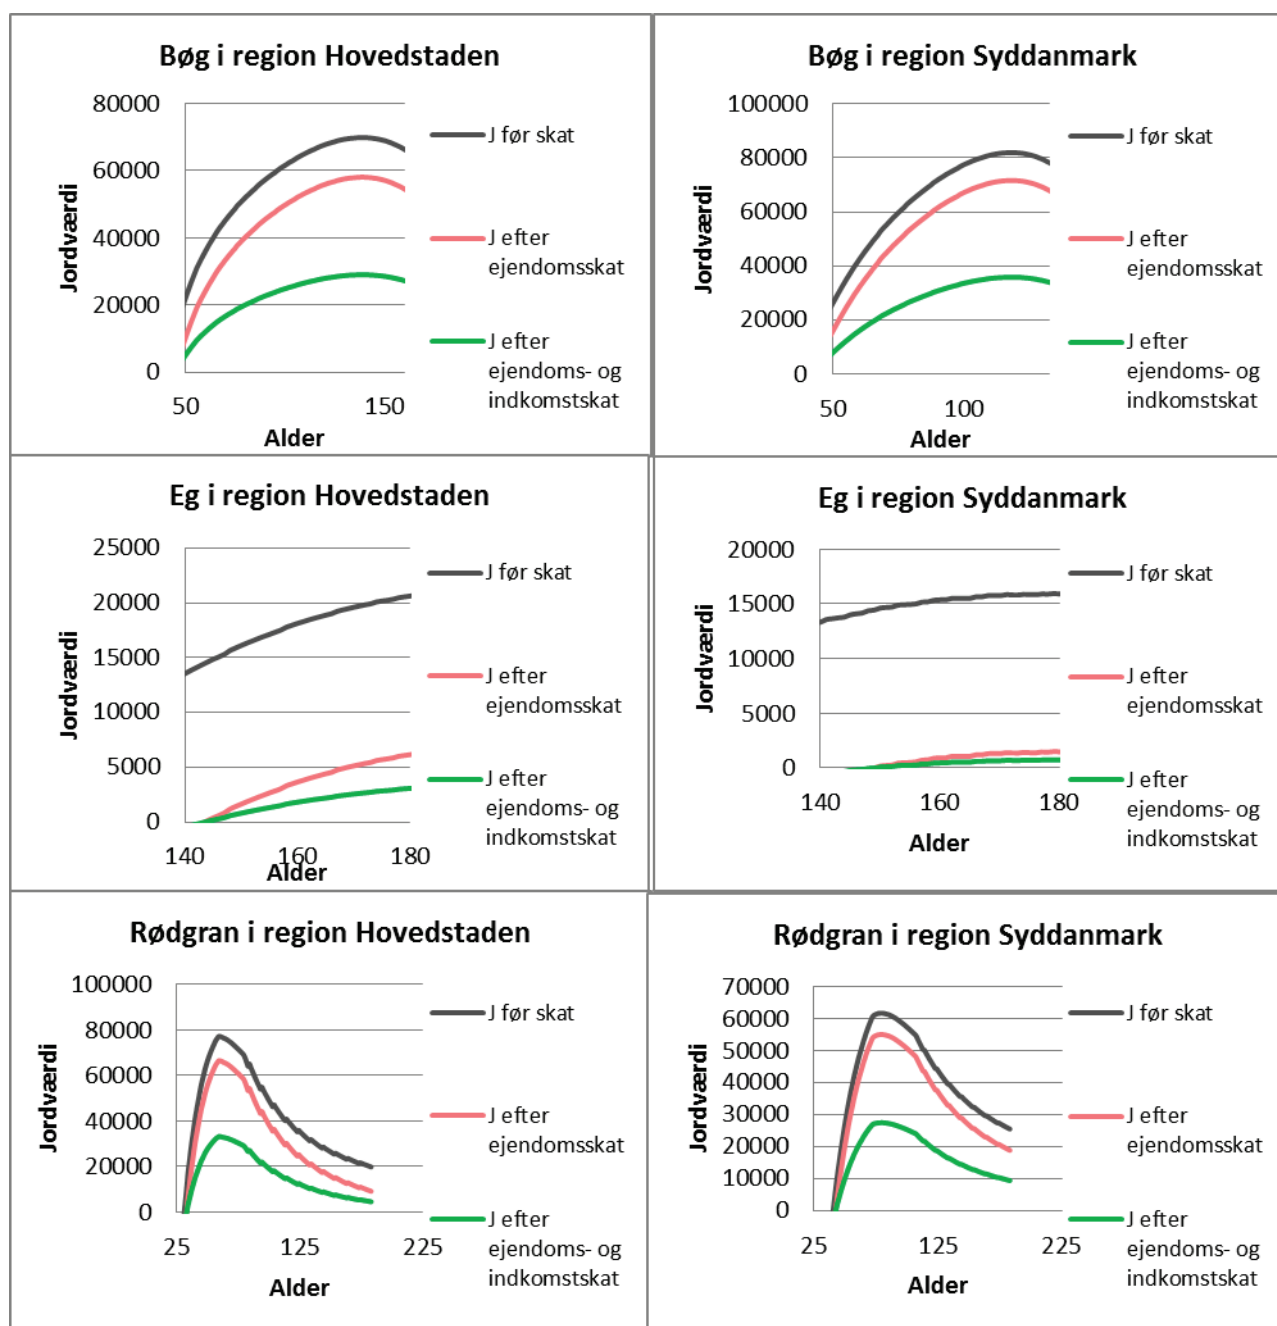 Bøg i region Hovedstaden
80000
60000
40000
20000
0
Jordværdi
50
150
Alder
J før skat
J efter
ejendomsskat
J efter
ejendoms- og
indkomstskat
Bøg i region Syddanmark
100000
80000
60000
40000
20000
0
Jordværdi
50
100
Alder
J før skat
J efter
ejendomsskat
J efter
ejendoms- og
indkomstskat
Eg i region Hovedstaden
25000
20000
15000
10000
5000
0
Jordværdi
140
160
180
Alder
J før skat
J efter
ejendomsskat
J efter
ejendoms- og
indkomstskat
Eg i region Syddanmark
20000
15000
10000
5000
0
Jordværdi
140
160
180
Alder
J før skat
J efter
ejendomsskat
J efter
ejendoms- og
indkomstskat
Rødgran i region Hovedstaden
100000
80000
60000
40000
20000
0
Jordværdi
25
125
225
Alder
J før skat
J efter
ejendomsskat
J efter
ejendoms- og
indkomstskat
Rødgran i region Syddanmark
70000
60000
50000
40000
30000
20000
10000
0
Jordværdi
25
125
225
Alder
J før skat
J efter
ejendomsskat
J efter
ejendoms- og
indkomstskat